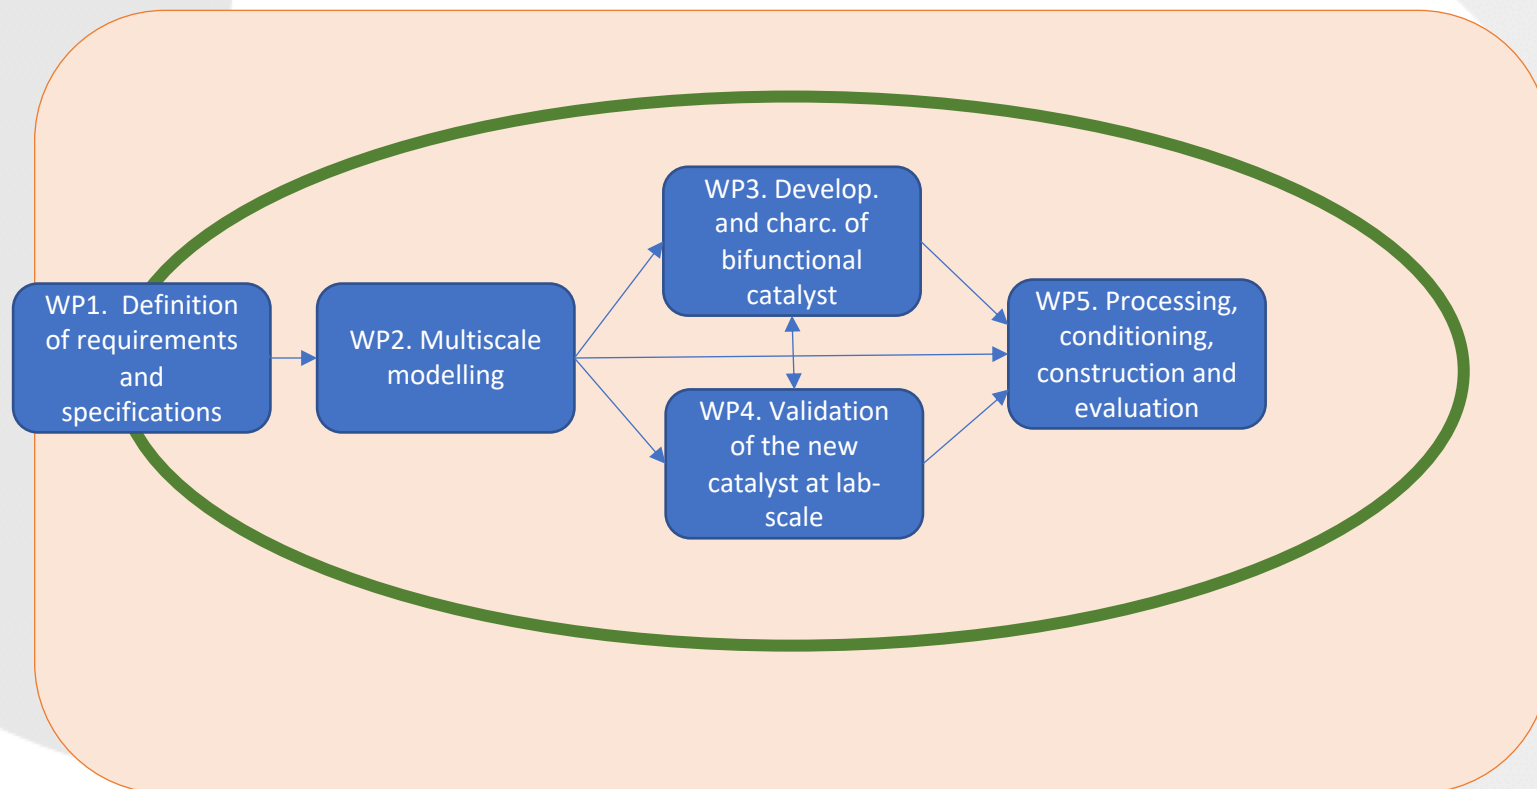 WP1. Definition
of requirements
and
specifications
WP2. Multiscale
modelling
WP3. Develop.
and charc. of
bifunctional
catalyst
WP4. Validation
of the new
catalyst at lab-
scale
WP5. Processing,
conditioning,
construction and
evaluation